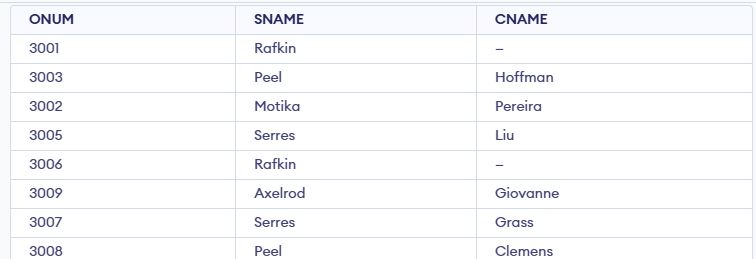 ONUM SNAME CNAME
3001 Rafkin –
3003 Peel Hoffman
3002 Motika Pereira
3005 Serres Liu
3006 Rafkin –
3009 Axelrod Giovanne
3007 Serres Grass
3008 Peel Clemens